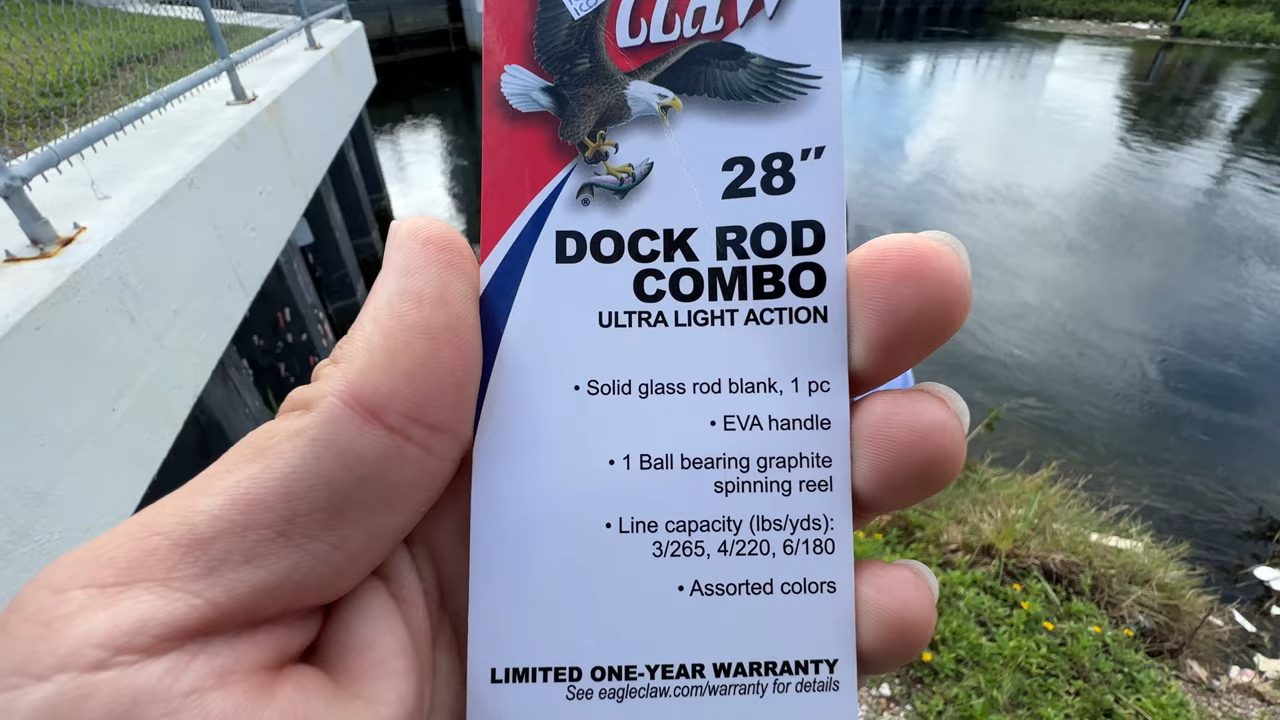 CLAW
28"
DOCK ROD
COMBO
ULTRA LIGHT ACTION
• Solid glass rod blank, 1 pc
• EVA handle
• 1 Ball bearing graphite
spinning reel
• Line capacity (lbs/yds):
3/265, 4/220, 6/180
• Assorted colors
LIMITED ONE-YEAR WARRANTY
See eagleclaw.com/warranty for details